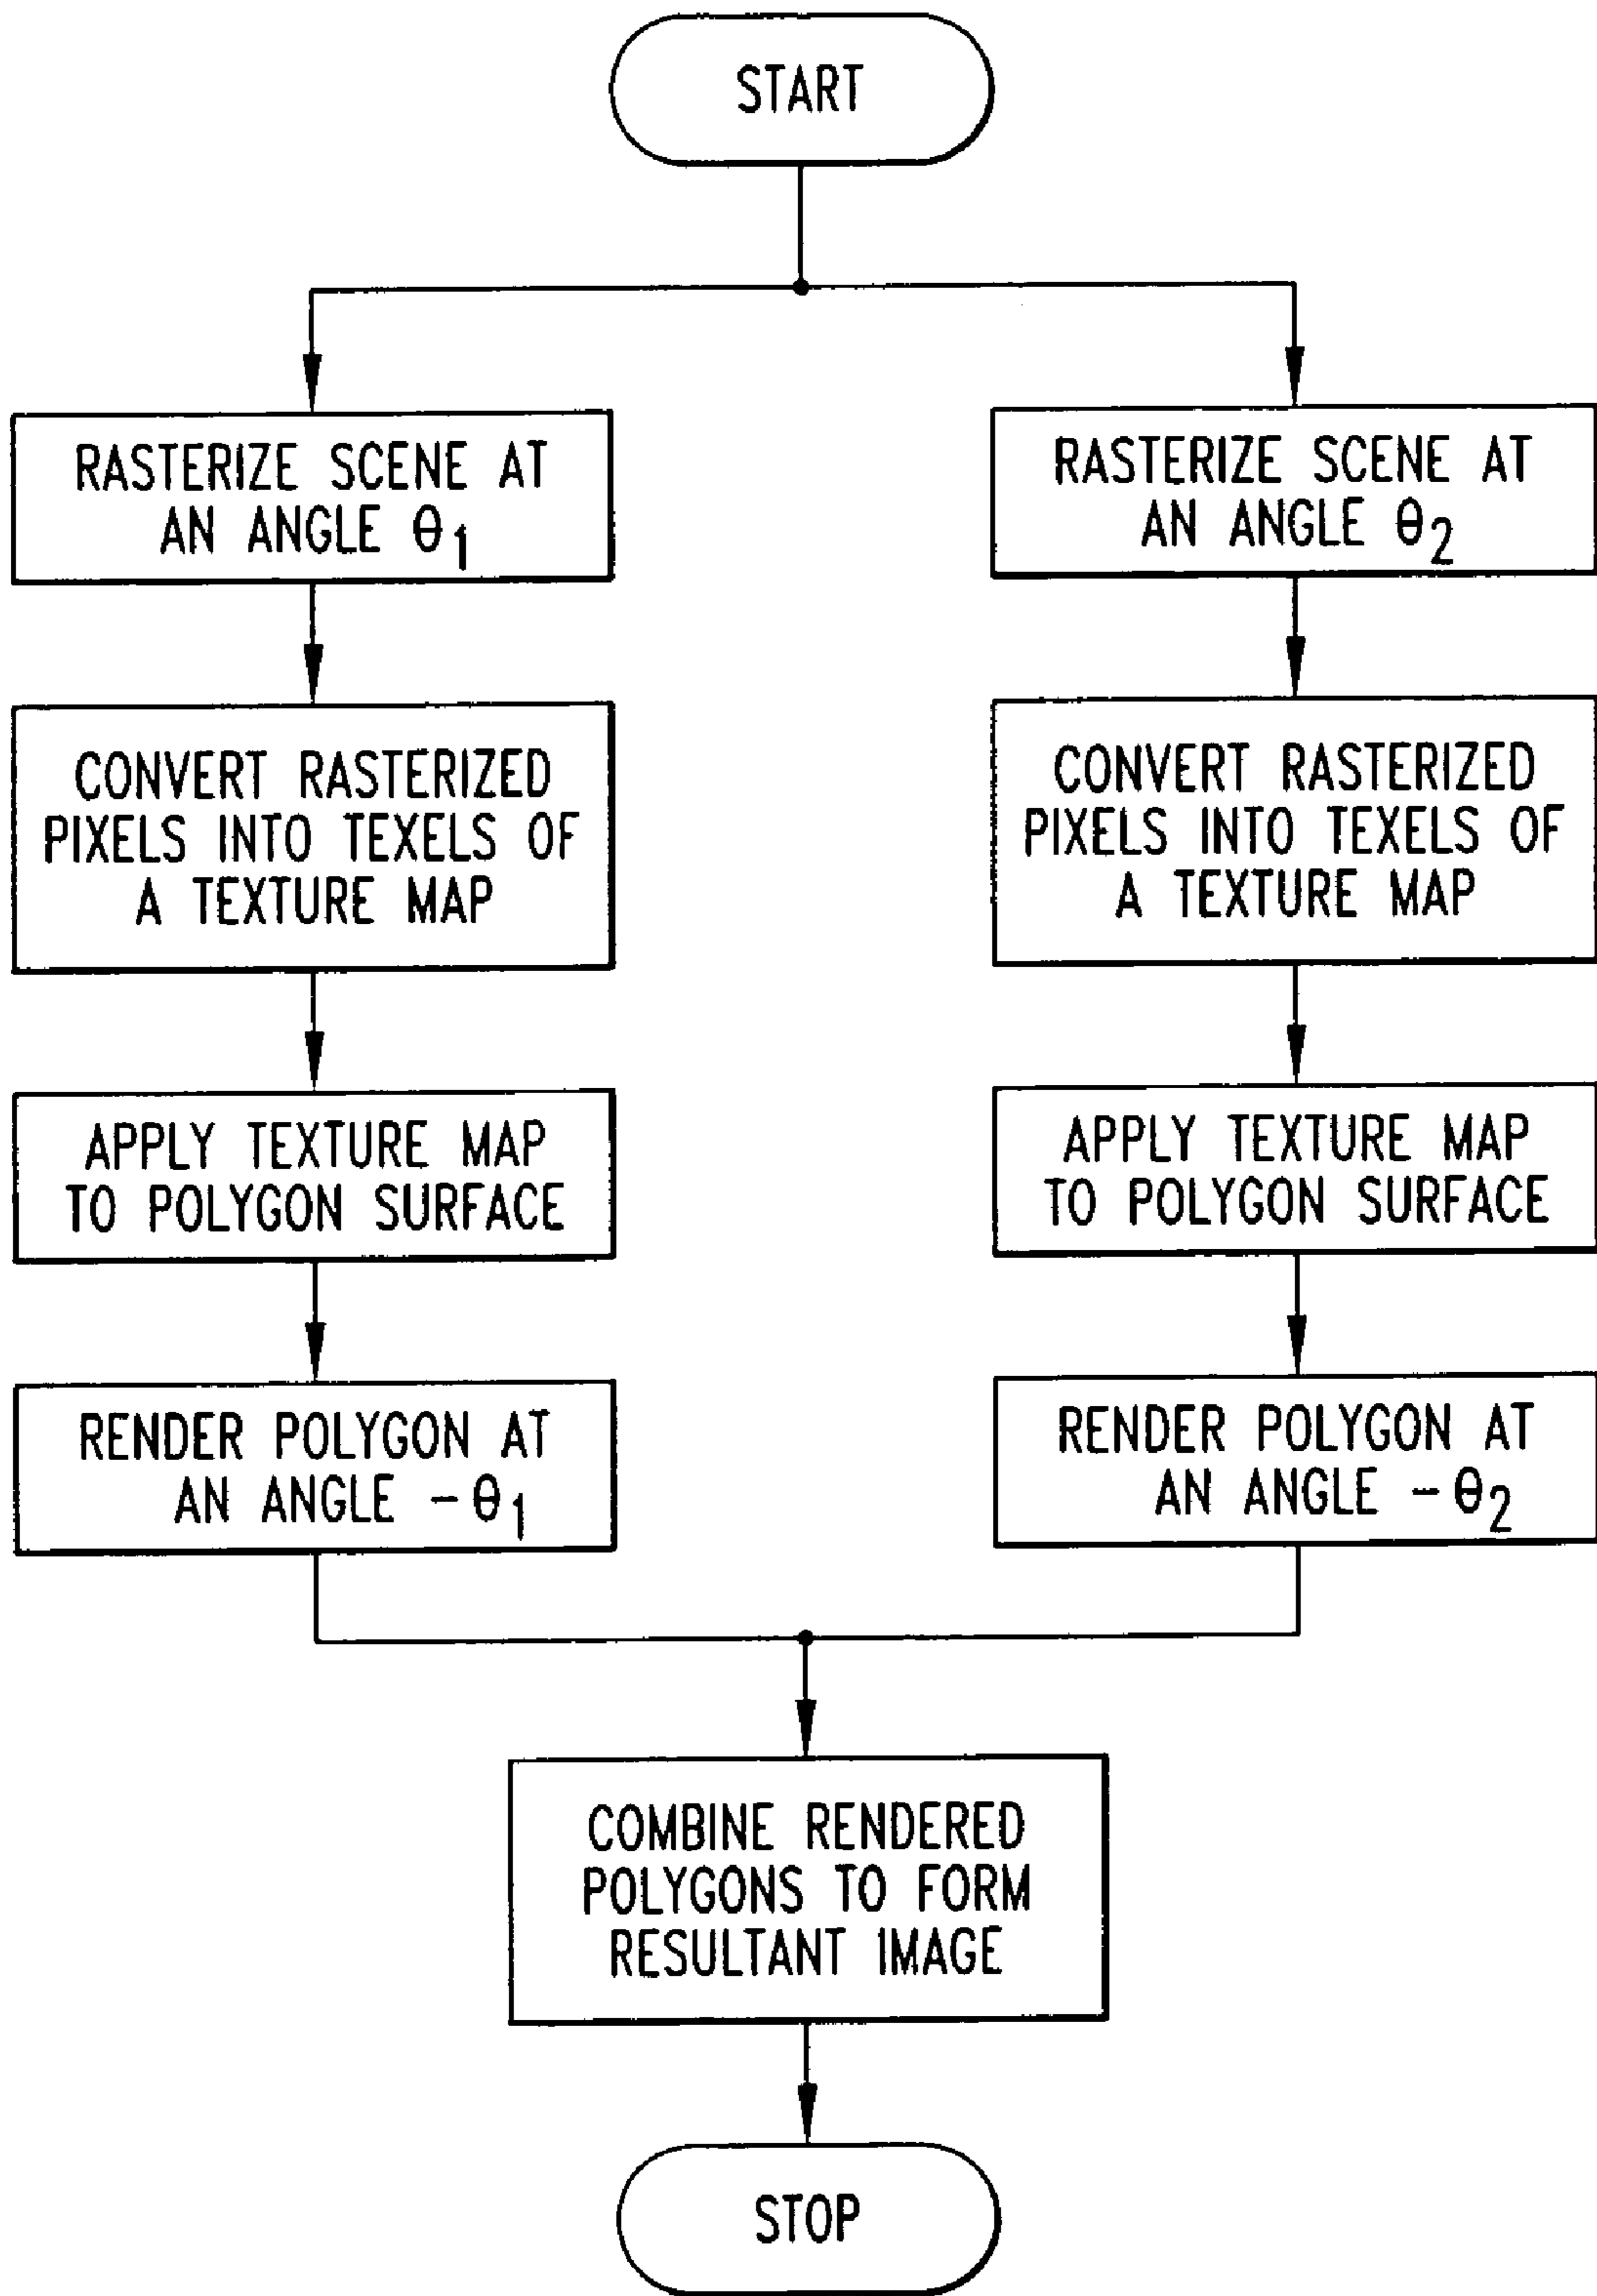 START
RASTERIZE SCENE AT
AN ANGLE θ1
RASTERIZE SCENE AT
AN ANGLE θ2
CONVERT RASTERIZED
PIXELS INTO TEXELS OF
A TEXTURE MAP
CONVERT RASTERIZED
PIXELS INTO TEXELS OF
A TEXTURE MAP
APPLY TEXTURE MAP
TO POLYGON SURFACE
APPLY TEXTURE MAP
TO POLYGON SURFACE
RENDER POLYGON AT
AN ANGLE -θ1
RENDER POLYGON AT
AN ANGLE -θ2
COMBINE RENDERED
POLYGONS TO FORM
RESULTANT IMAGE
STOP